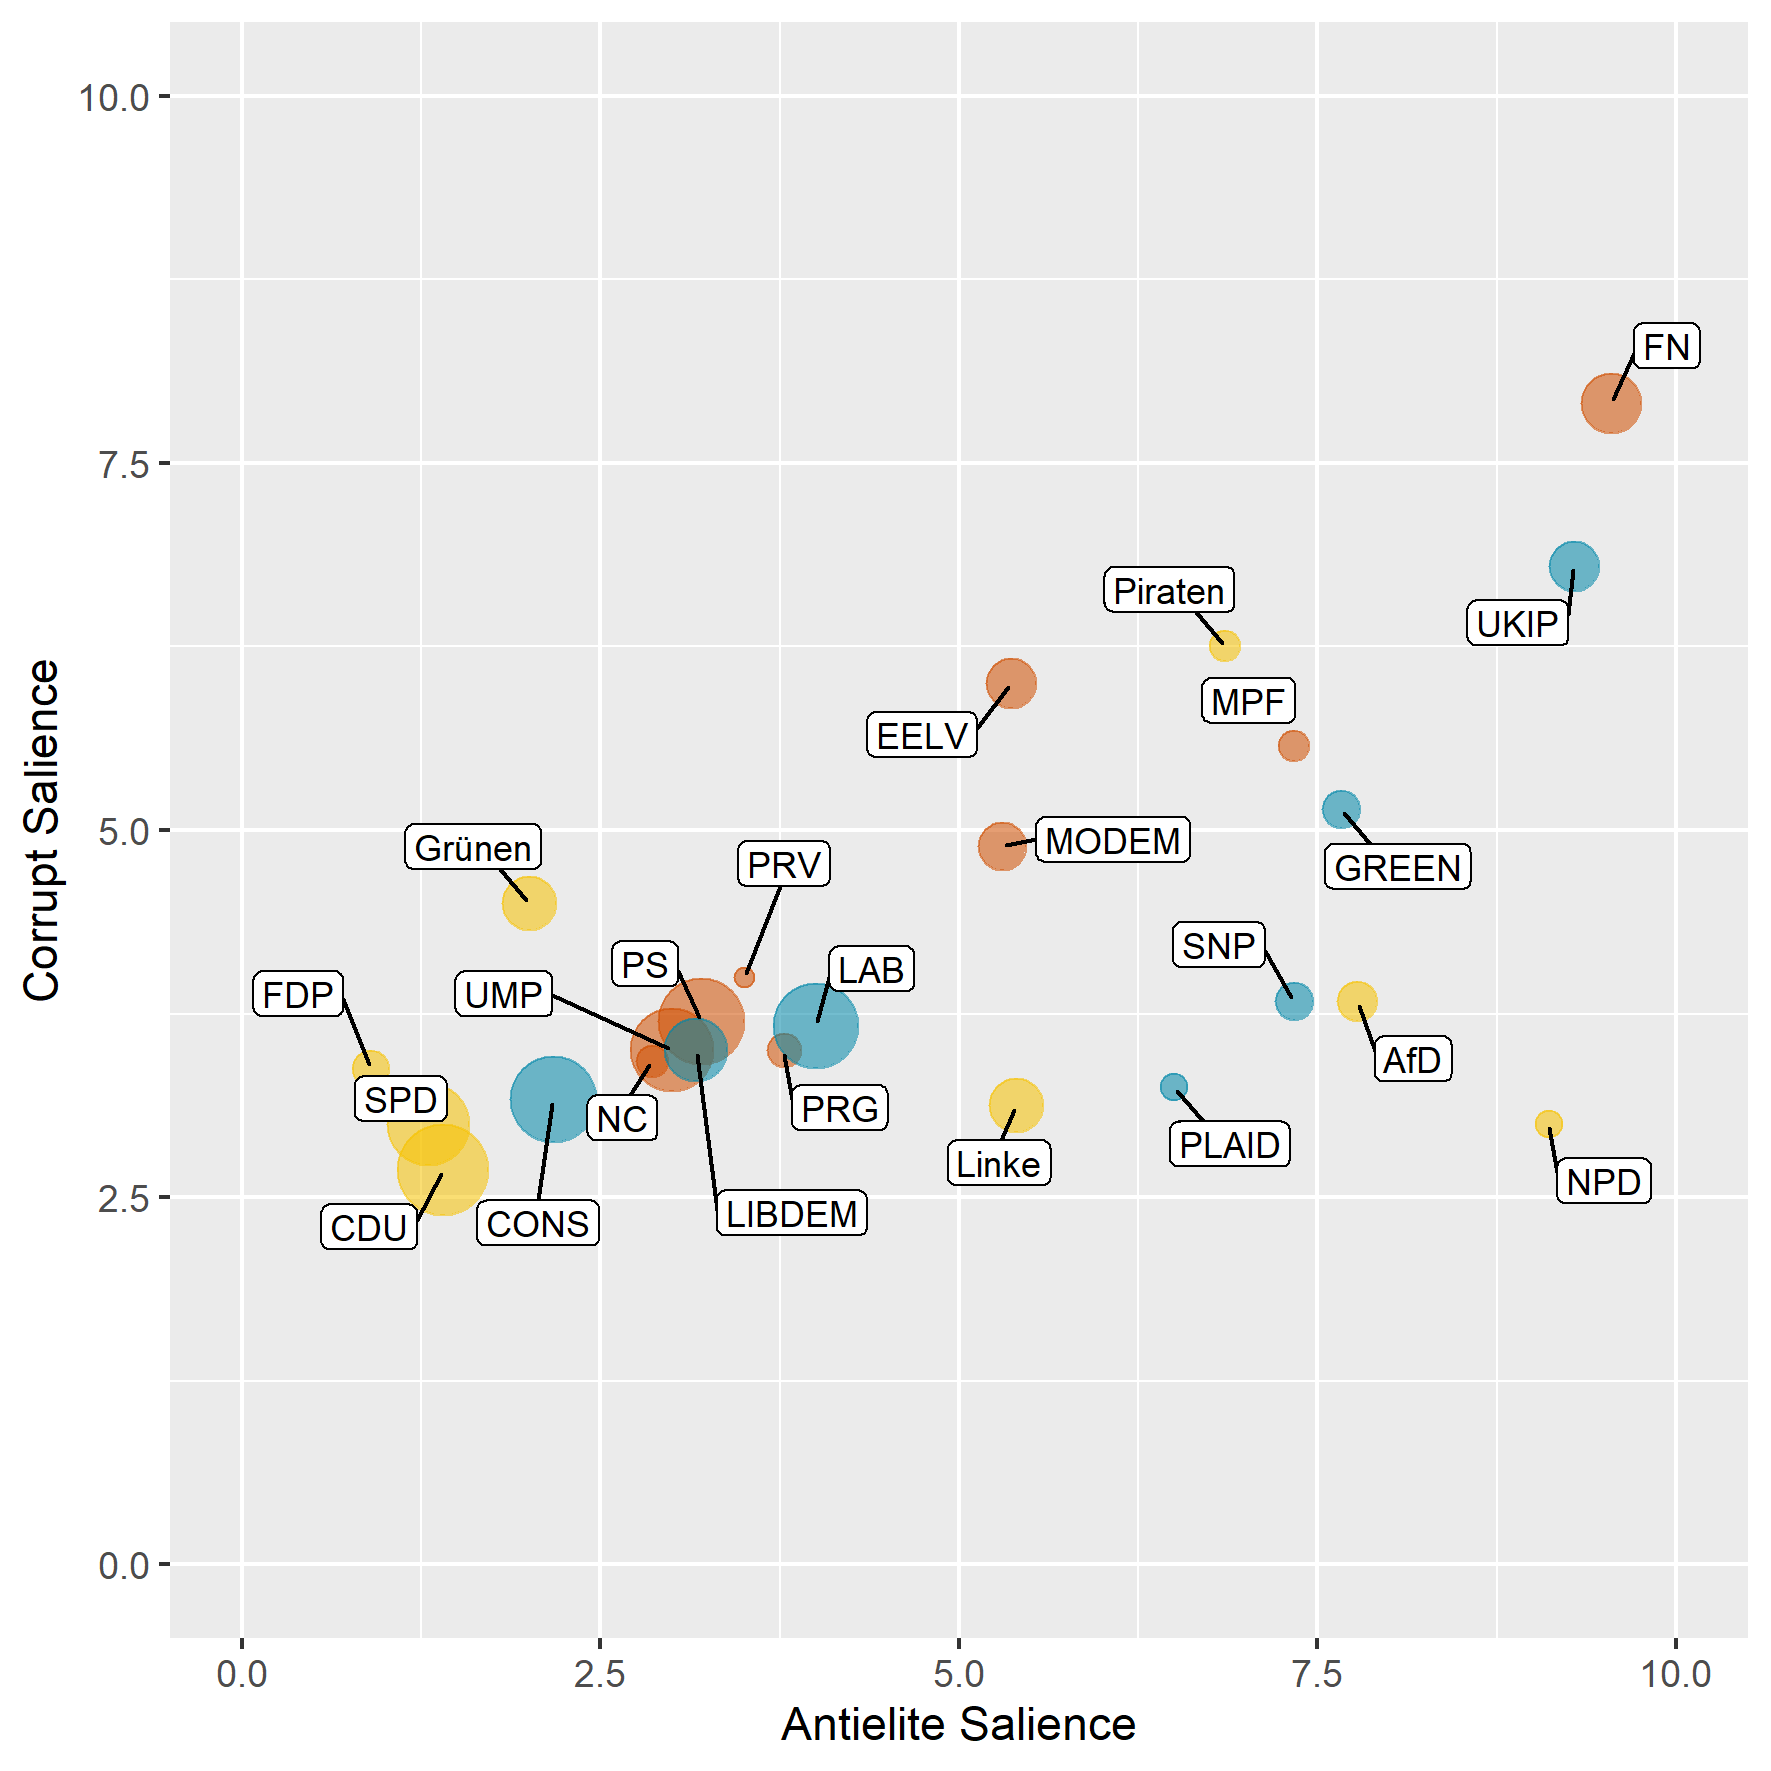 10.0
7.5
5.0
2.5
0.0
Corrupt Salience
FN
Piraten
UKIP
MPF
EELV
MODEM
Grünen
PRV
GREEN
SNP
PS
LAB
FDP
UMP
AfD
SPD
NC
PRG
PLAID
Linke
NPD
LIBDEM
CONS
CDU
0.0 2.5 5.0 7.5 10.0
Antielite Salience